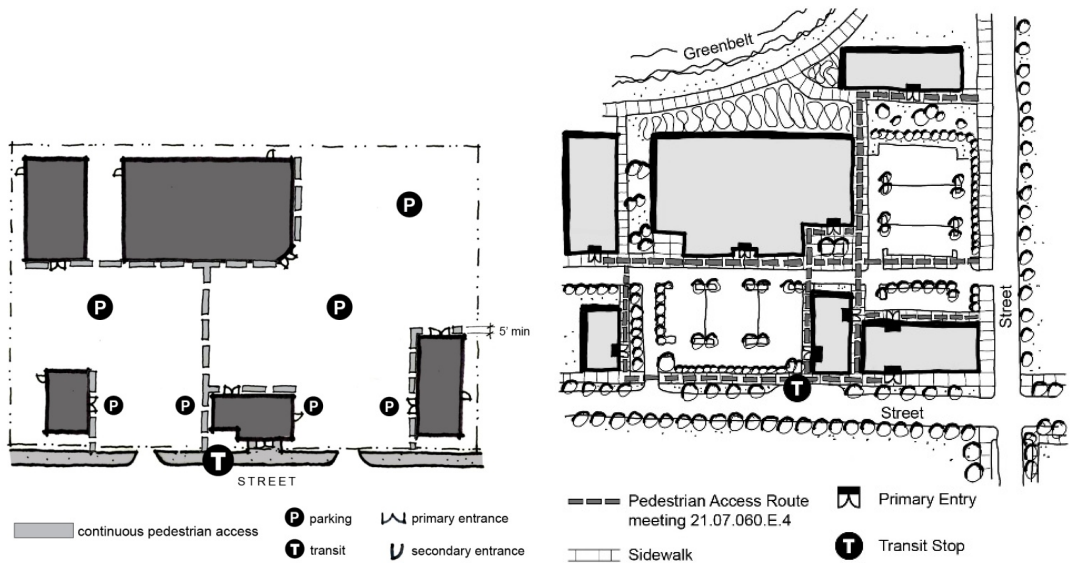 P
P
P
5' min
P
P
P
P
T
STREET
continuous pedestrian access
P parking
primary entrance
T transit
secondary entrance
Greenbelt
Street
T
Street
Pedestrian Access Route
meeting 21.07.060.E.4
Primary Entry
Sidewalk
T Transit Stop